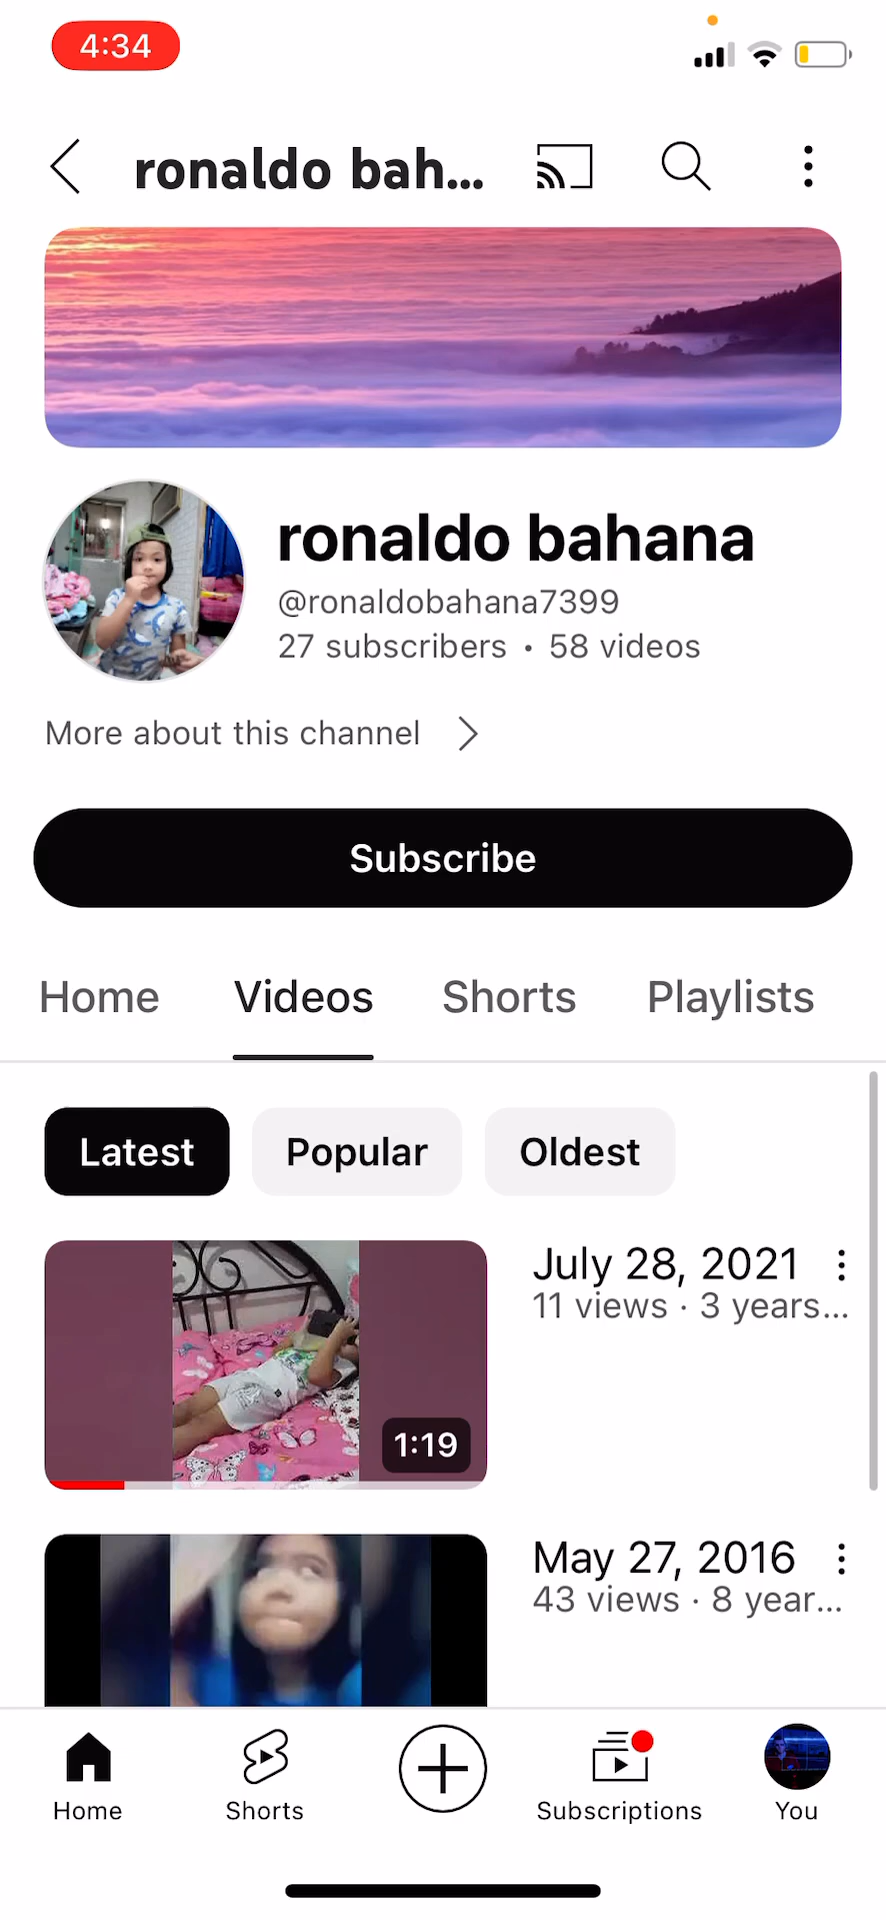 4:34
ronaldo bah...
ronaldo bahana
@ronaldobahana7399
27 subscribers • 58 videos
More about this channel
Subscribe
Home Videos Shorts Playlists
Latest Popular Oldest
July 28, 2021
11 views · 3 years...
1:19
May 27, 2016
43 views · 8 year...
Home Shorts Subscriptions You